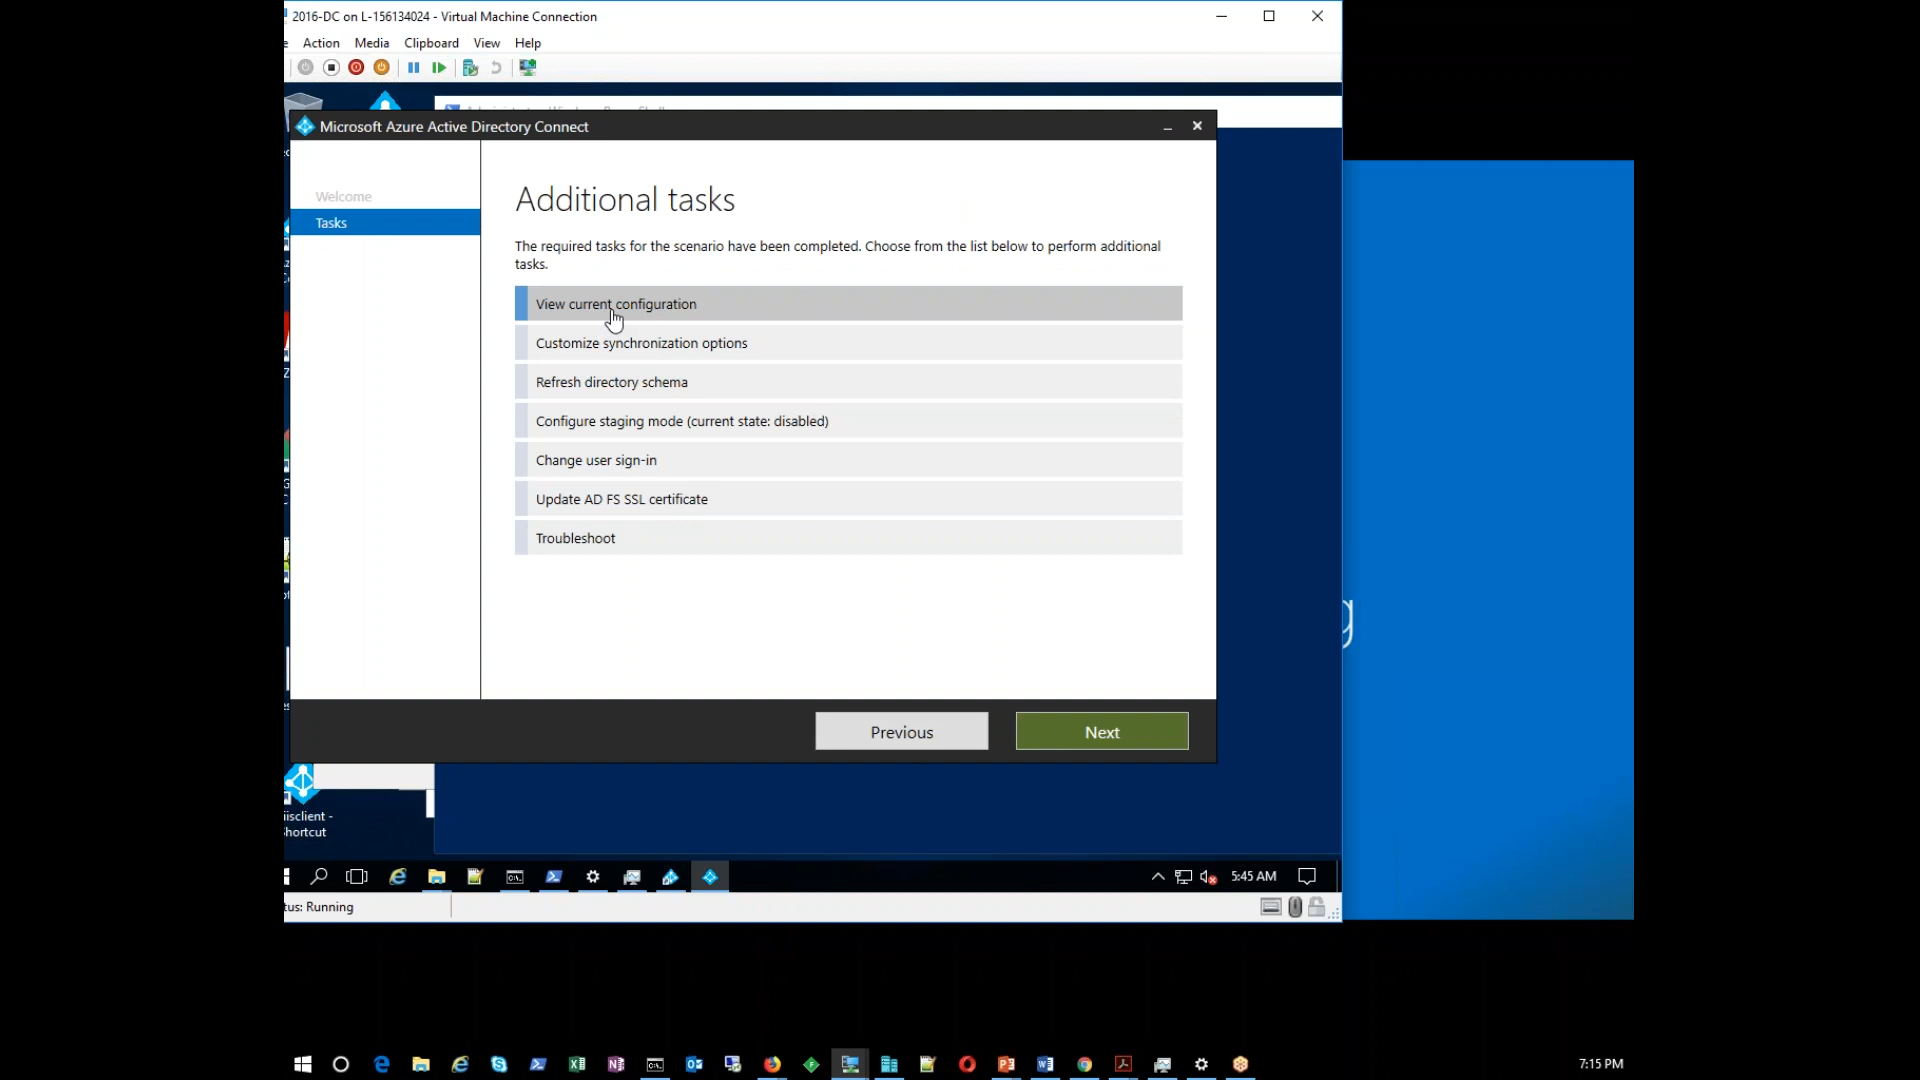 2016-DC on L-156134024 - Virtual Machine Connection
Action Media Clipboard View Help
Microsoft Azure Active Directory Connect
Welcome
Tasks
Additional tasks
The required tasks for the scenario have been completed. Choose from the list below to perform additional
tasks.
View current configuration
Customize synchronization options
Refresh directory schema
Configure staging mode (current state: disabled)
Change user sign-in
Update AD FS SSL certificate
Troubleshoot
Previous
Next
g
iisclient -
Shortcut
5:45 AM
tus: Running
7:15 PM